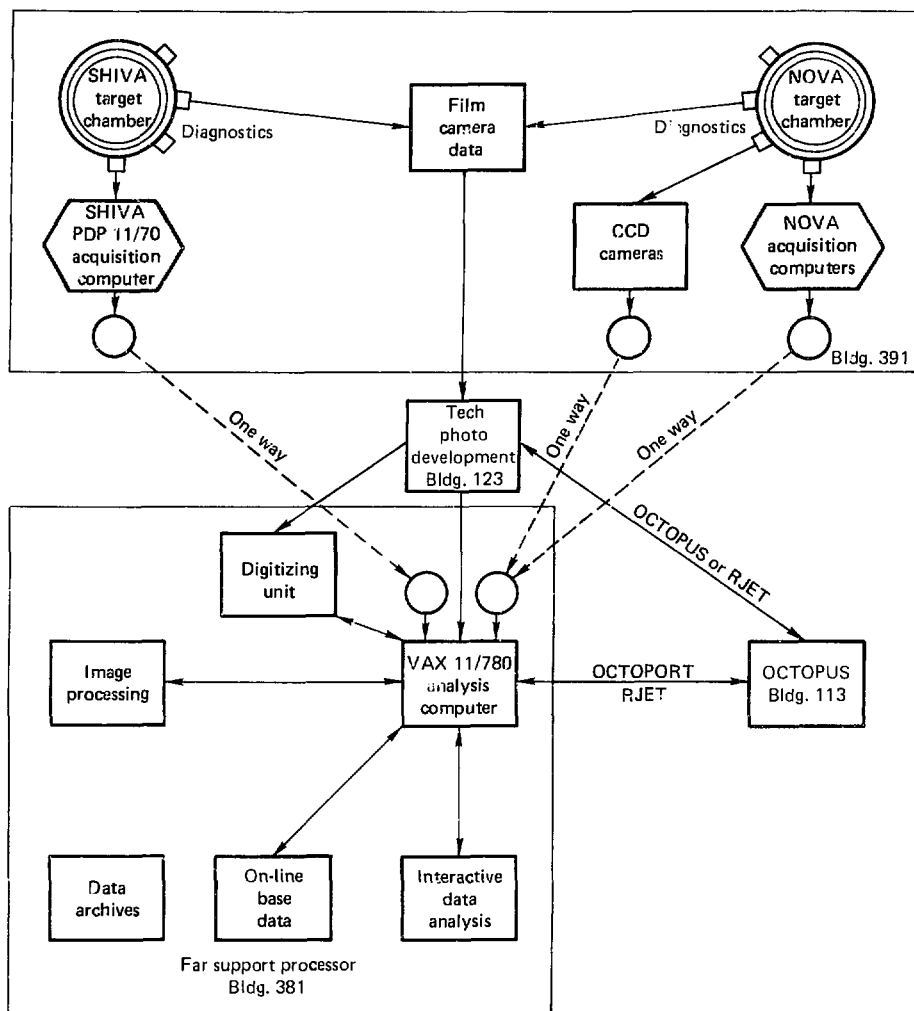 SHIVA
target
chamber
NOVA
target
chamber
Film
camera
data
Diagnostics
Diagnostics
SHIVA
PDP 11/70
acquisition
computer
CCD
cameras
NOVA
acquisition
computers
Bldg. 391
One way
One way
One way
Tech
photo
development
Bldg. 123
OCTOPUS or RJET
Digitizing
unit
Image
processing
VAX 11/780
analysis
computer
OCTOPORT
RJET
OCTOPUS
Bldg. 113
Data
archives
On-line
base
data
Interactive
data
analysis
Far support processor
Bldg. 381